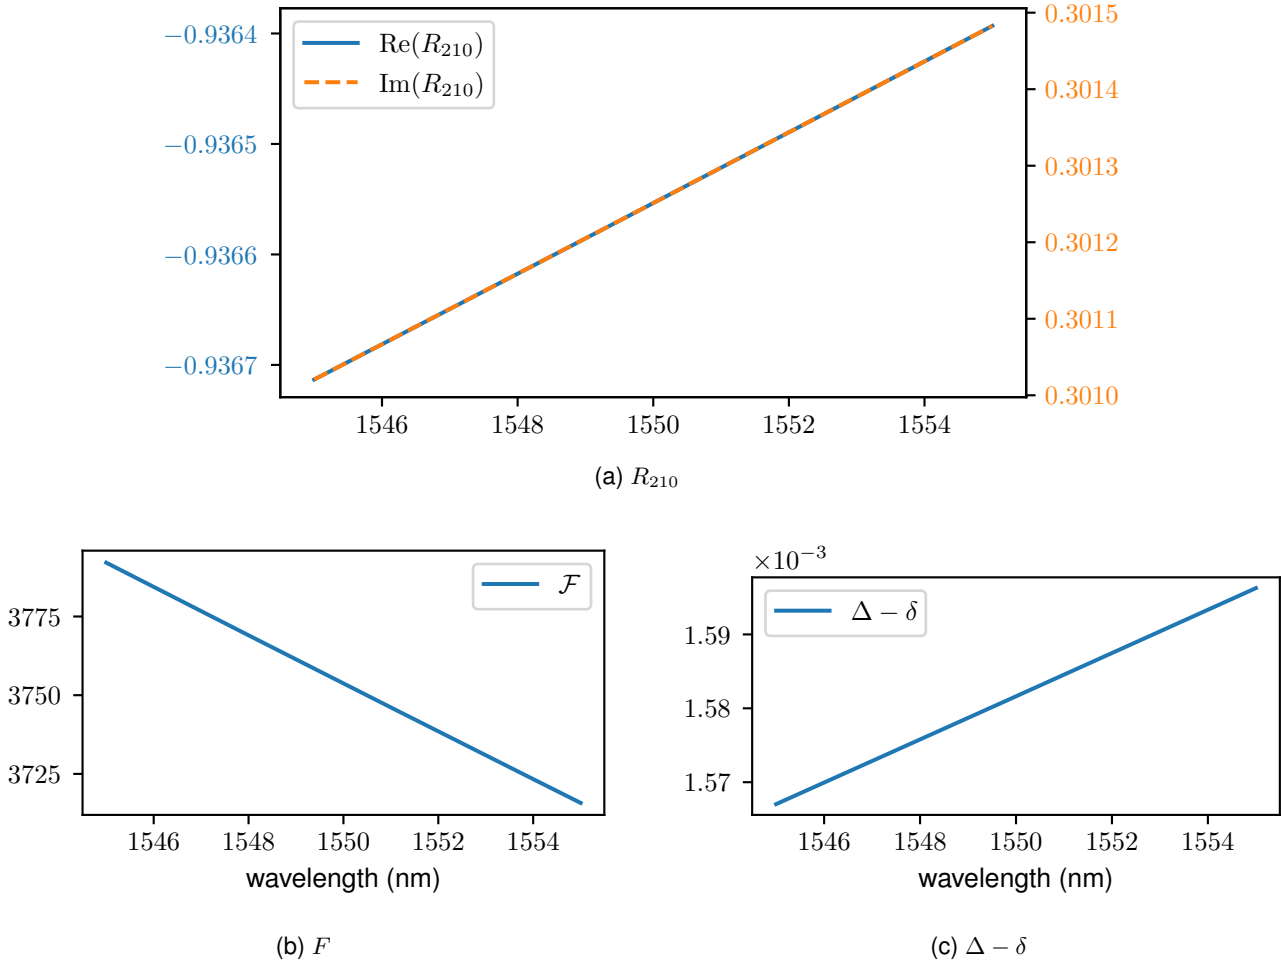 −0.9364
−0.9365
−0.9366
−0.9367
Re(R₂₁₀)
Im(R₂₁₀)
0.3015
0.3014
0.3013
0.3012
0.3011
0.3010
1546 1548 1550 1552 1554
(a) R₂₁₀
3775
3750
3725
ℱ
1546 1548 1550 1552 1554
wavelength (nm)
(b) F
×10⁻³
1.59
1.58
1.57
Δ − δ
1546 1548 1550 1552 1554
wavelength (nm)
(c) Δ − δ